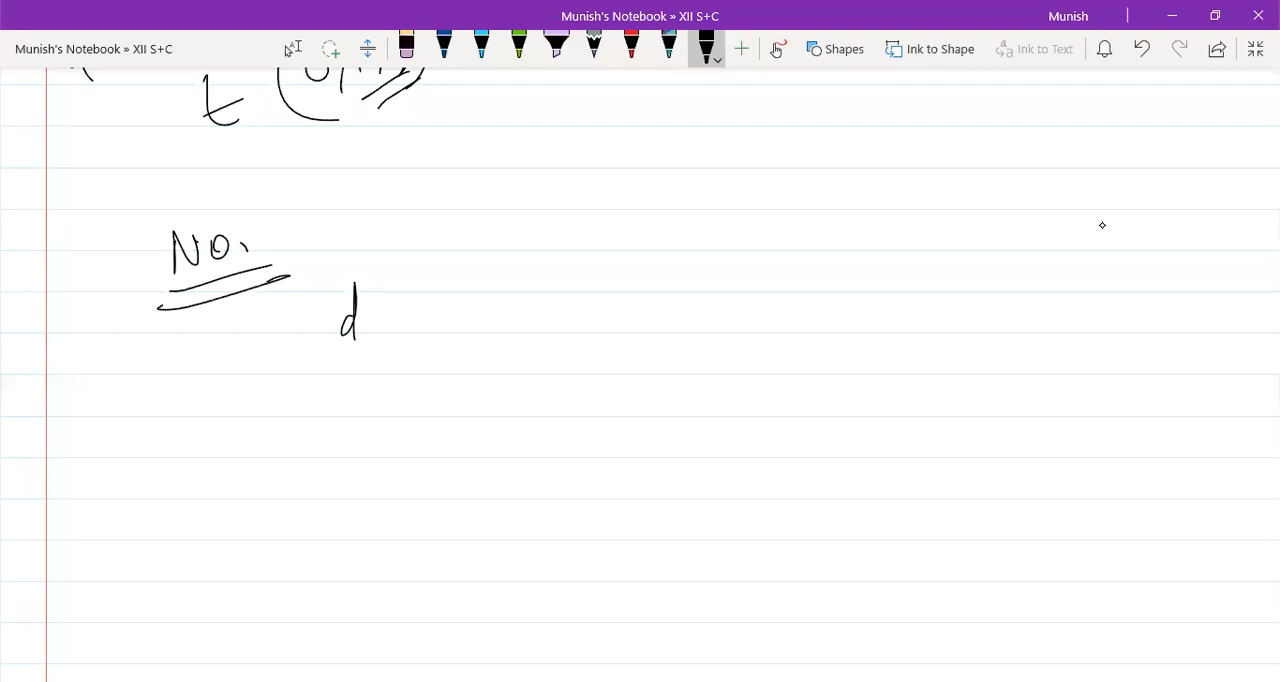 Munish's Notebook » XII S+C
Munish
Munish's Notebook » XII S+C
Shapes
Ink to Shape
Ink to Text
t
No.
d